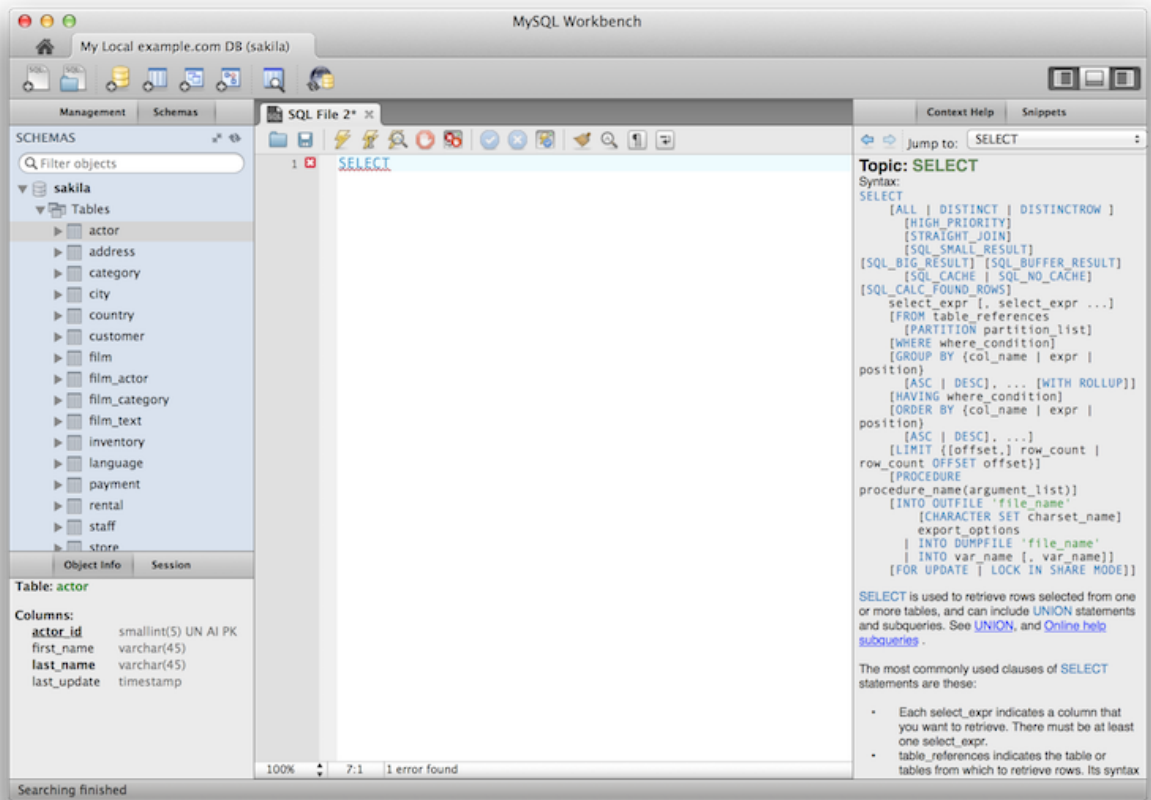 MySQL Workbench
My Local example.com DB (sakila)
Management Schemas
SCHEMAS
Filter objects
sakila
Tables
actor
address
category
city
country
customer
film
film_actor
film_category
film_text
inventory
language
payment
rental
staff
store
Object Info Session
Table: actor
Columns:
actor_id smallint(5) UN AI PK
first_name varchar(45)
last_name varchar(45)
last_update timestamp
SQL File 2*
1 SELECT
100% 7:1 1 error found
Context Help Snippets
Jump to: SELECT
Topic: SELECT
Syntax:
SELECT
[ALL | DISTINCT | DISTINCTROW ]
[HIGH_PRIORITY]
[STRAIGHT_JOIN]
[SQL_SMALL_RESULT]
[SQL_BIG_RESULT] [SQL_BUFFER_RESULT]
[SQL_CACHE | SQL_NO_CACHE]
[SQL_CALC_FOUND_ROWS]
select_expr [, select_expr ...]
[FROM table_references
[PARTITION partition_list]
[WHERE where_condition]
[GROUP BY {col_name | expr |
position}
[ASC | DESC], ... [WITH ROLLUP]]
[HAVING where_condition]
[ORDER BY {col_name | expr |
position}
[ASC | DESC], ...]
[LIMIT {[offset,] row_count |
row_count OFFSET offset}]
[PROCEDURE
procedure_name(argument_list)]
[INTO OUTFILE 'file_name'
[CHARACTER SET charset_name]
export_options
| INTO DUMPFILE 'file_name'
| INTO var_name [, var_name]]
[FOR UPDATE | LOCK IN SHARE MODE]]
SELECT is used to retrieve rows selected from one
or more tables, and can include UNION statements
and subqueries. See UNION, and Online help
subqueries .
The most commonly used clauses of SELECT
statements are these:
• Each select_expr indicates a column that
you want to retrieve. There must be at least
one select_expr.
• table_references indicates the table or
tables from which to retrieve rows. Its syntax
Searching finished